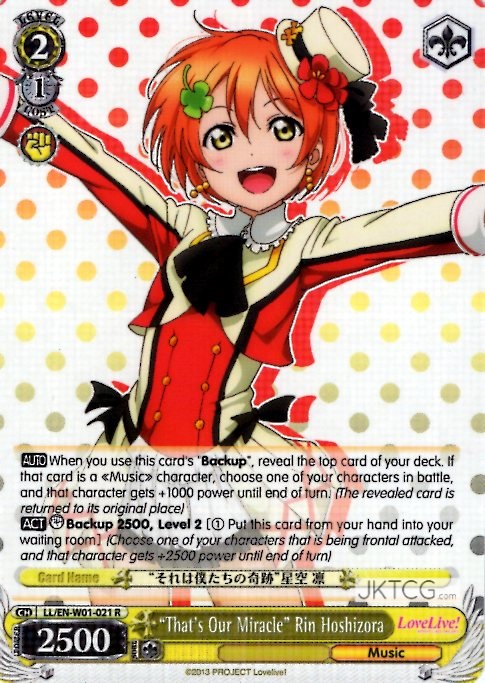 LEVEL
2
1
COST
AUTO When you use this card's "Backup", reveal the top card of your deck. If
that card is a «Music» character, choose one of your characters in battle,
and that character gets +1000 power until end of turn. (The revealed card is
returned to its original place)
ACT Backup 2500, Level 2 [① Put this card from your hand into your
waiting room] (Choose one of your characters that is being frontal attacked,
and that character gets +2500 power until end of turn)
Card Name "それは僕たちの奇跡"星空 凛
JKTCG.com
CH LL/EN-W01-021 R
POWER 2500 "That's Our Miracle" Rin Hoshizora LoveLive!
Music
©2013 PROJECT Lovelive!